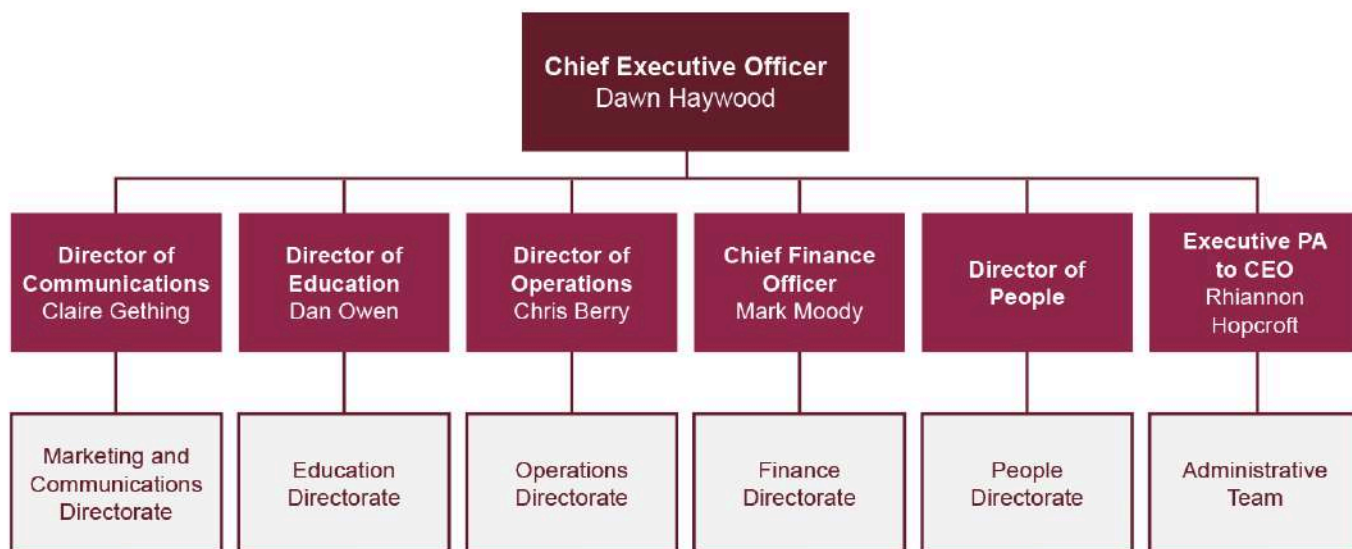 Chief Executive Officer
Dawn Haywood
Director of
Communications
Claire Gething
Director of
Education
Dan Owen
Director of
Operations
Chris Berry
Chief Finance
Officer
Mark Moody
Director of
People
Executive PA
to CEO
Rhiannon
Hopcroft
Marketing and
Communications
Directorate
Education
Directorate
Operations
Directorate
Finance
Directorate
People
Directorate
Administrative
Team